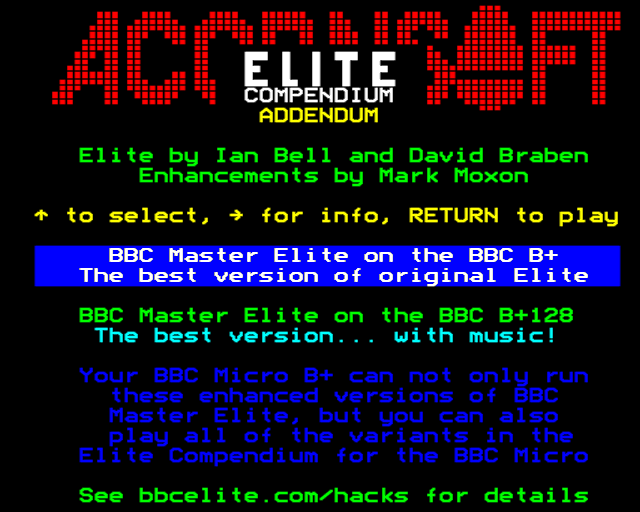 ACORNSOFT
ELITE
COMPENDIUM
ADDENDUM
Elite by Ian Bell and David Braben
Enhancements by Mark Moxon
↑ to select, → for info, RETURN to play
BBC Master Elite on the BBC B+
The best version of original Elite
BBC Master Elite on the BBC B+128
The best version... with music!
Your BBC Micro B+ can not only run
these enhanced versions of BBC
Master Elite, but you can also
play all of the variants in the
Elite Compendium for the BBC Micro
See bbcelite.com/hacks for details